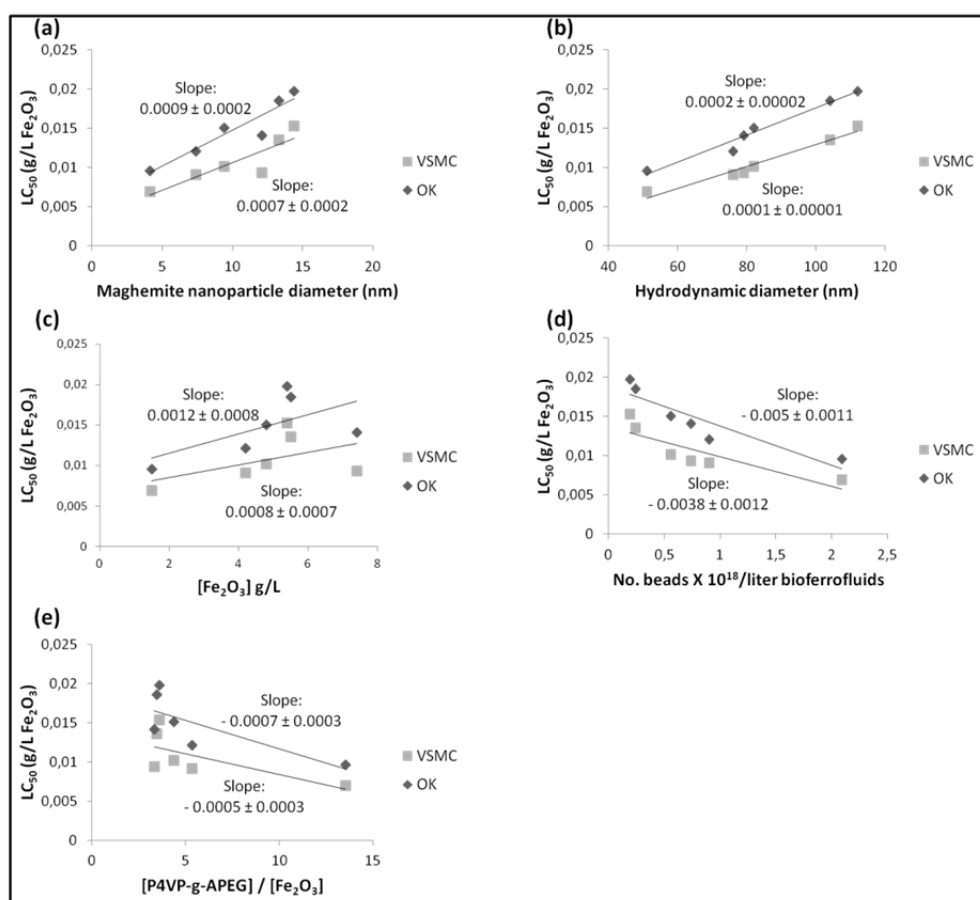 (a)
0,025
0,02
0,015
0,01
0,005
0
LC₅₀ (g/L Fe₂O₃)
Slope:
0.0009 ± 0.0002
Slope:
0.0007 ± 0.0002
VSMC
OK
0 5 10 15 20
Maghemite nanoparticle diameter (nm)
(b)
0,025
0,02
0,015
0,01
0,005
0
LC₅₀ (g/L Fe₂O₃)
Slope:
0.0002 ± 0.00002
Slope:
0.0001 ± 0.00001
VSMC
OK
40 60 80 100 120
Hydrodynamic diameter (nm)
(c)
0,025
0,02
0,015
0,01
0,005
0
LC₅₀ (g/L Fe₂O₃)
Slope:
0.0012 ± 0.0008
Slope:
0.0008 ± 0.0007
VSMC
OK
0 2 4 6 8
[Fe₂O₃] g/L
(d)
0,025
0,02
0,015
0,01
0,005
0
LC₅₀ (g/L Fe₂O₃)
Slope:
- 0.005 ± 0.0011
Slope:
- 0.0038 ± 0.0012
VSMC
OK
0 0,5 1 1,5 2 2,5
No. beads X 10¹⁸/liter bioferrofluids
(e)
0,025
0,02
0,015
0,01
0,005
0
LC₅₀ (g/L Fe₂O₃)
Slope:
- 0.0007 ± 0.0003
Slope:
- 0.0005 ± 0.0003
VSMC
OK
0 5 10 15
[P4VP-g-APEG] / [Fe₂O₃]